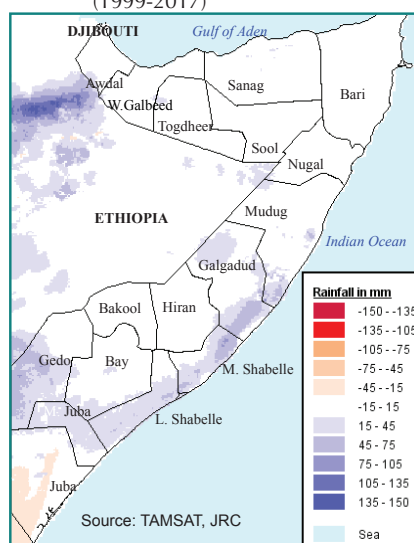 (1999-2017)
DJIBOUTI
Gulf of Aden
Awdal
Sanag
Bari
W.Galbeed
Togdheer
Sool
Nugal
ETHIOPIA
Mudug
Indian Ocean
Galgadud
Bakool
Hiran
Gedo
Bay
M. Shabelle
Juba
L. Shabelle
Juba
Source: TAMSAT, JRC
Rainfall in mm
-150 - -135
-135 - -105
-105 - -75
-75 - -45
-45 - -15
-15 - 15
15 - 45
45 - 75
75 - 105
105 - 135
135 - 150
Sea